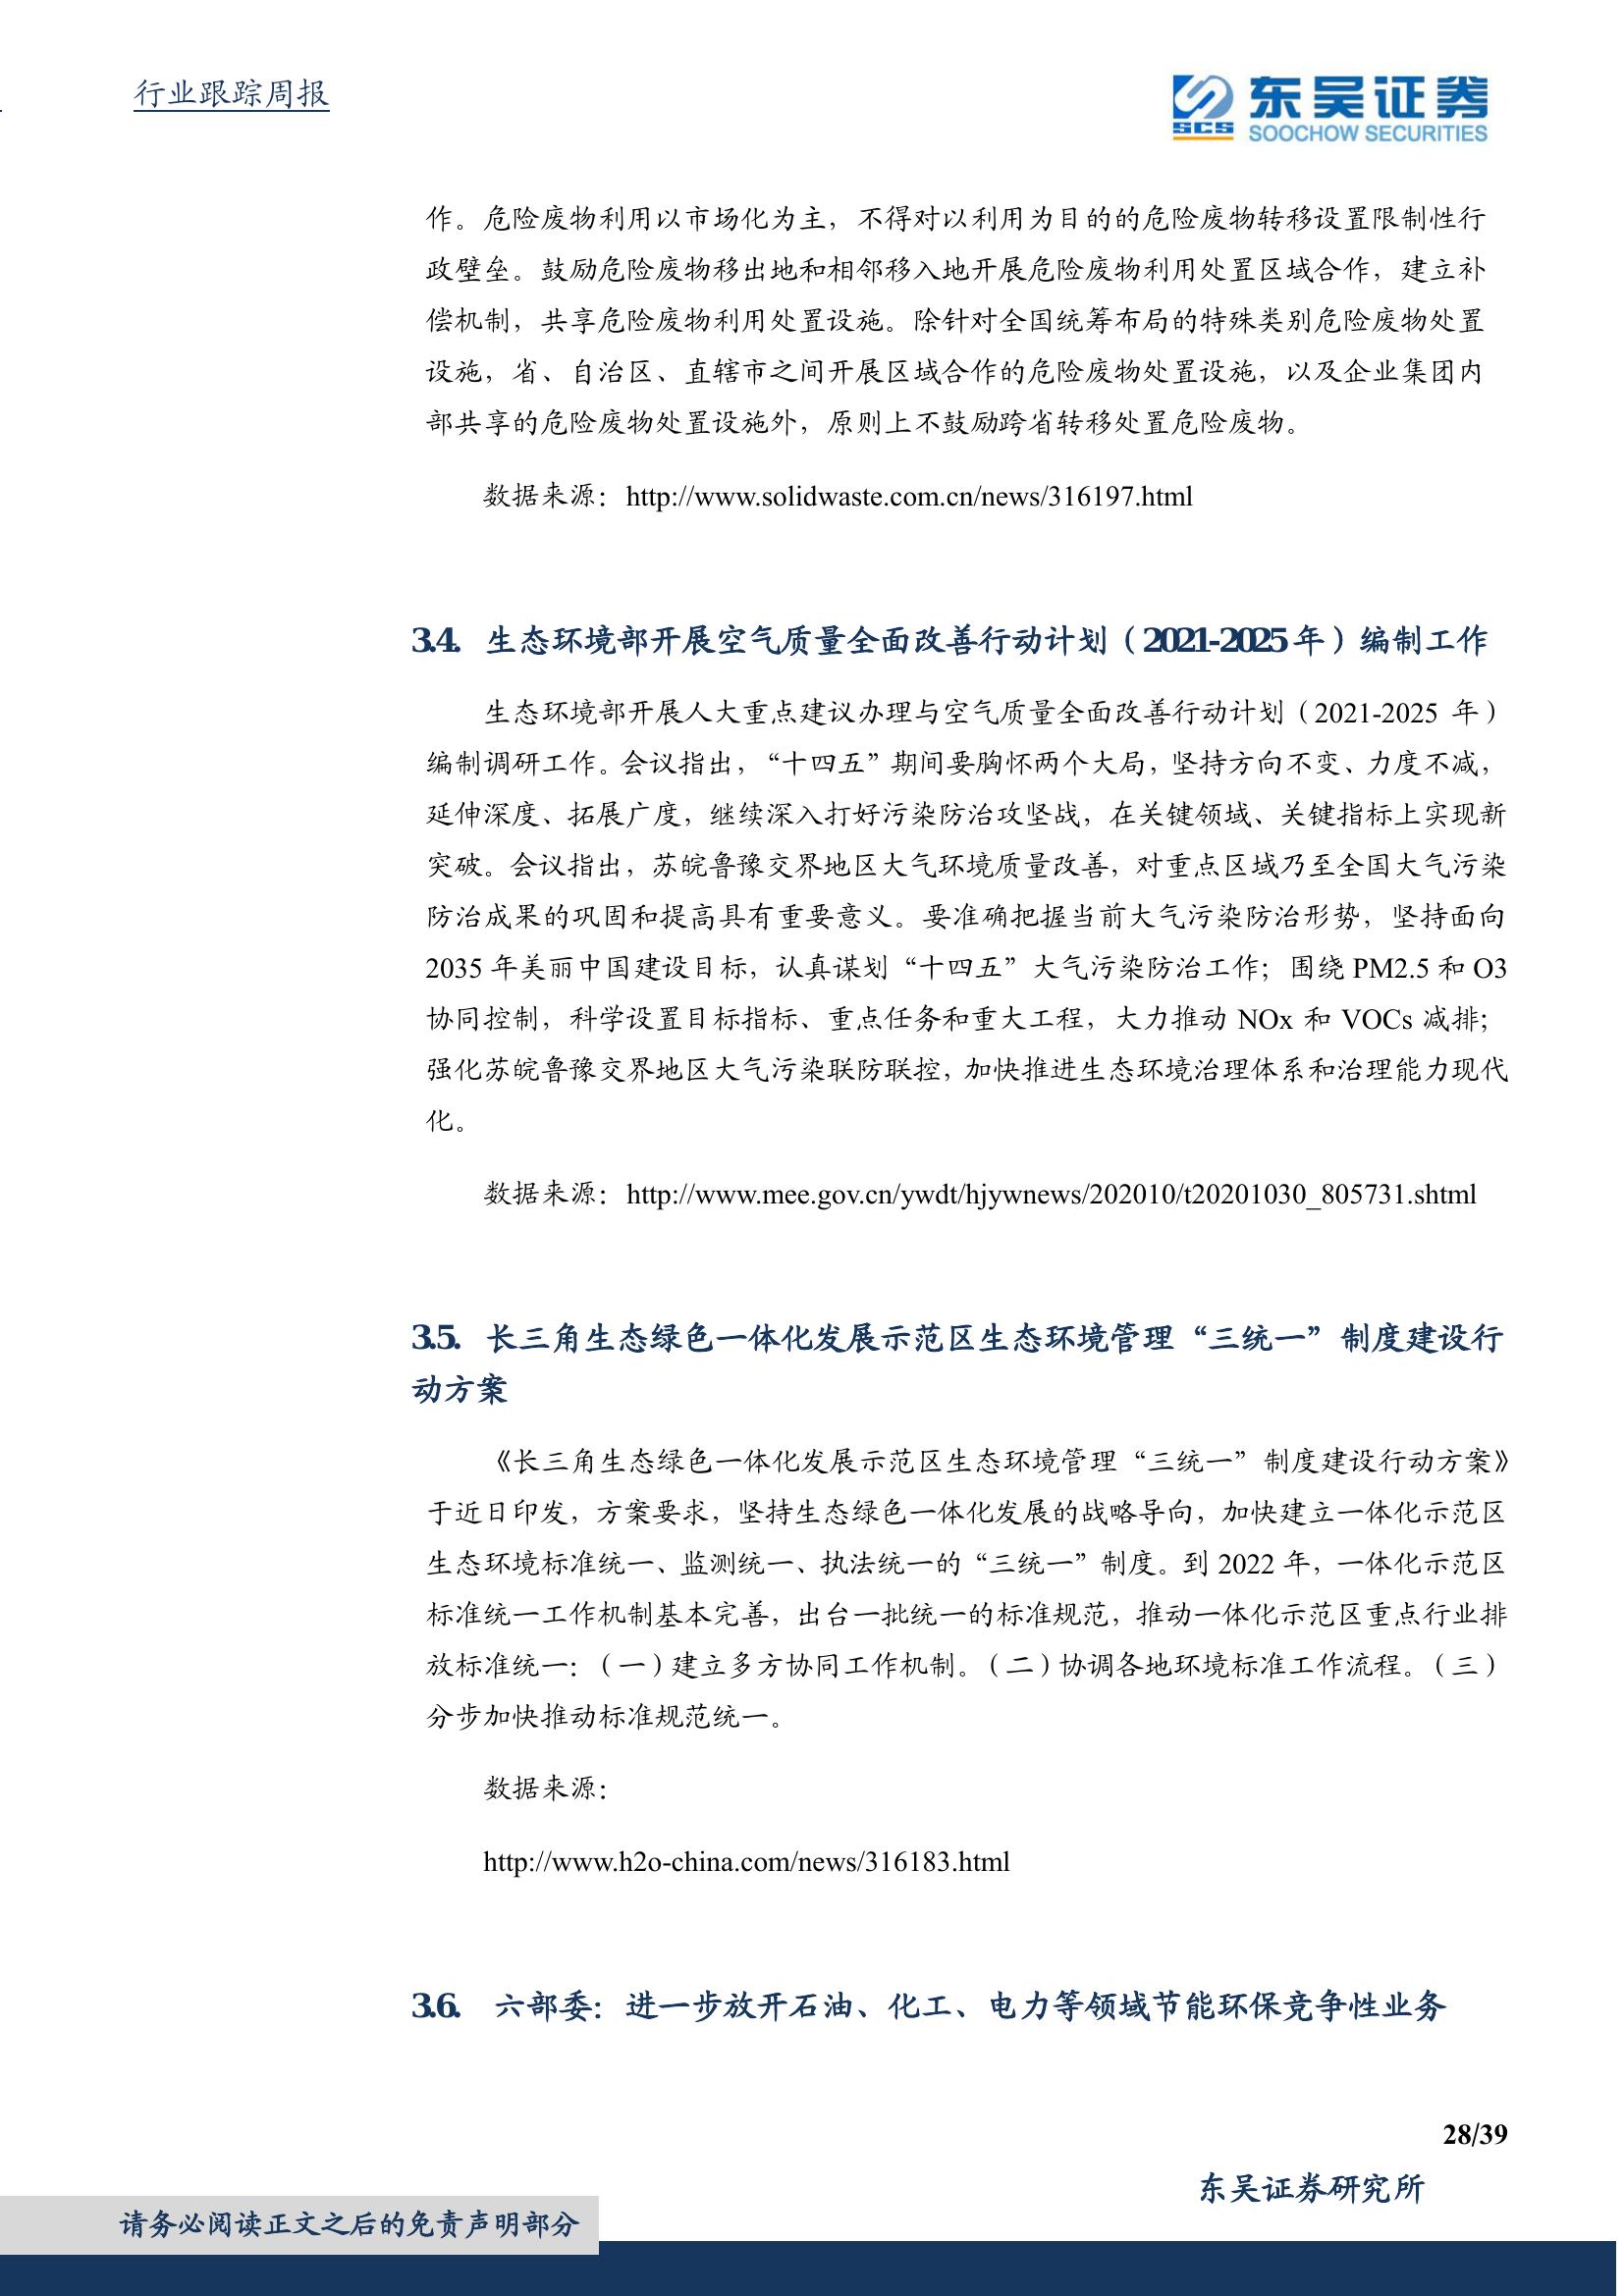 行业跟踪周报
SCS
东吴证券
SOOCHOW SECURITIES
作。危险废物利用以市场化为主，不得对以利用为目的的危险废物转移设置限制性行
政壁垒。鼓励危险废物移出地和相邻移入地开展危险废物利用处置区域合作，建立补
偿机制，共享危险废物利用处置设施。除针对全国统筹布局的特殊类别危险废物处置
设施，省、自治区、直辖市之间开展区域合作的危险废物处置设施，以及企业集团内
部共享的危险废物处置设施外，原则上不鼓励跨省转移处置危险废物。
数据来源：http://www.solidwaste.com.cn/news/316197.html
3.4. 生态环境部开展空气质量全面改善行动计划（2021-2025 年）编制工作
生态环境部开展人大重点建议办理与空气质量全面改善行动计划（2021-2025 年）
编制调研工作。会议指出，“十四五”期间要胸怀两个大局，坚持方向不变、力度不减，
延伸深度、拓展广度，继续深入打好污染防治攻坚战，在关键领域、关键指标上实现新
突破。会议指出，苏皖鲁豫交界地区大气环境质量改善，对重点区域乃至全国大气污染
防治成果的巩固和提高具有重要意义。要准确把握当前大气污染防治形势，坚持面向
2035 年美丽中国建设目标，认真谋划“十四五”大气污染防治工作；围绕 PM2.5 和 O3
协同控制，科学设置目标指标、重点任务和重大工程，大力推动 NOx 和 VOCs 减排；
强化苏皖鲁豫交界地区大气污染联防联控，加快推进生态环境治理体系和治理能力现代
化。
数据来源：http://www.mee.gov.cn/ywdt/hjywnews/202010/t20201030_805731.shtml
3.5. 长三角生态绿色一体化发展示范区生态环境管理“三统一”制度建设行
动方案
《长三角生态绿色一体化发展示范区生态环境管理“三统一”制度建设行动方案》
于近日印发，方案要求，坚持生态绿色一体化发展的战略导向，加快建立一体化示范区
生态环境标准统一、监测统一、执法统一的“三统一”制度。到 2022 年，一体化示范区
标准统一工作机制基本完善，出台一批统一的标准规范，推动一体化示范区重点行业排
放标准统一：（一）建立多方协同工作机制。（二）协调各地环境标准工作流程。（三）
分步加快推动标准规范统一。
数据来源：
http://www.h2o-china.com/news/316183.html
3.6. 六部委：进一步放开石油、化工、电力等领域节能环保竞争性业务
28/39
东吴证券研究所
请务必阅读正文之后的免责声明部分